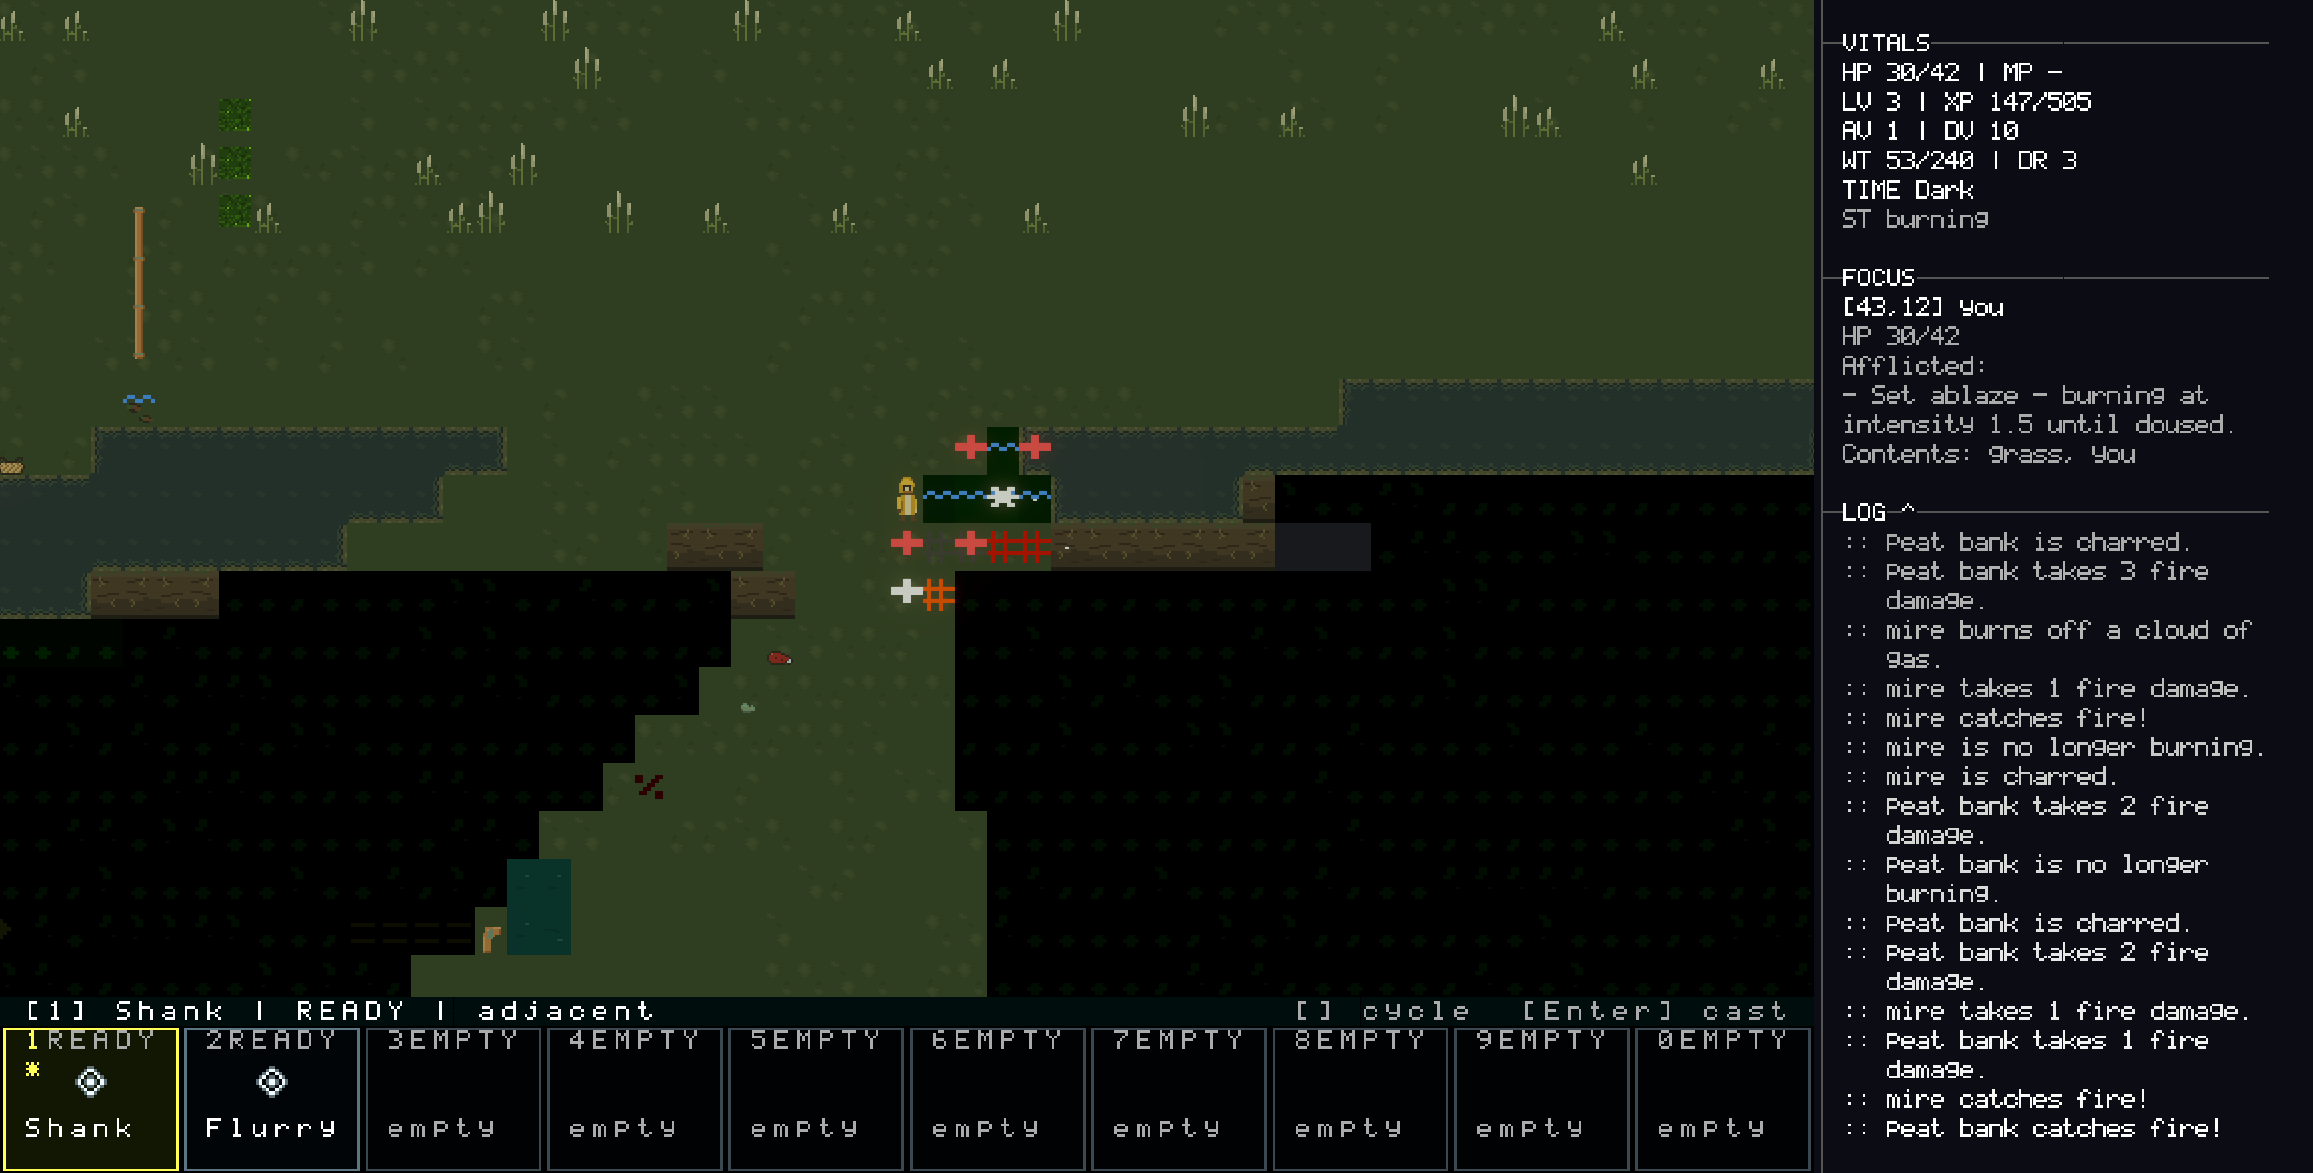 VITALS
HP 30/42 | MP -
LV 3 | XP 147/505
AV 1 | DV 10
WT 53/240 | DR 3
TIME Dark
ST burning
FOCUS
[43,12] You
HP 30/42
Afflicted:
- Set ablaze - burning at
intensity 1.5 until doused.
Contents: grass, You
LOG ^
:: Peat bank is charred.
:: Peat bank takes 3 fire
damage.
:: mire burns off a cloud of
gas.
:: mire takes 1 fire damage.
:: mire catches fire!
:: mire is no longer burning.
:: mire is charred.
:: Peat bank takes 2 fire
damage.
:: Peat bank is no longer
burning.
:: Peat bank is charred.
:: Peat bank takes 2 fire
damage.
:: mire takes 1 fire damage.
:: Peat bank takes 1 fire
damage.
:: mire catches fire!
:: Peat bank catches fire!
[1] Shank | READY | adjacent [] cycle [Enter] cast
1READY 2READY 3EMPTY 4EMPTY 5EMPTY 6EMPTY 7EMPTY 8EMPTY 9EMPTY 0EMPTY
Shank Flurry empty empty empty empty empty empty empty empty